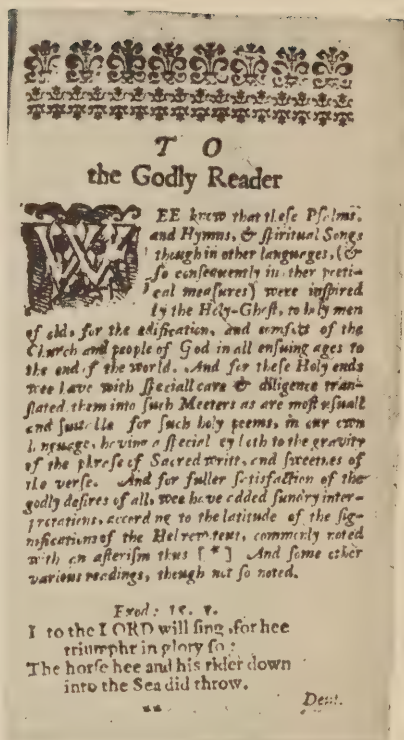 T O
the Godly Reader
WEE know that theſe Pſalms,
and Hymns, & ſpiritual Songs
though in other languages, (&
ſo conſequently in other poeti-
cal meaſures) were inſpired
by the Holy-Ghoſt, to holy men
of old, for the edification, and comfort of the
Church and people of God in all enſuing ages to
the end of the world. And for theſe Holy ends
wee have with ſpeciall care & diligence tran-
ſlated them into ſuch Meeters as are moſt uſuall
and ſuitable for ſuch holy poems, in our own
language, having a ſpecial ey both to the gravity
of the phraſe of Sacred writt, and ſweetnes of
the verſe. And for fuller ſatisfaction of the
godly deſires of all, wee have added ſundry inter-
pretations, according to the latitude of the ſig-
nifications of the Hebrew text, commonly noted
with an aſteriſm thus [*] And ſome other
various readings, though not ſo noted.
Exod: 15.
I to the LORD will ſing, for hee
triumpht in glory ſo:
The horſe hee and his rider down
into the Sea did throw.
Deut.
**